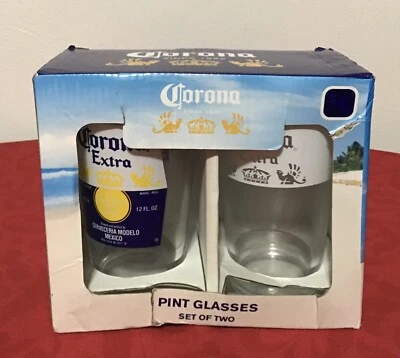 Corona
Corona
Corona
Extra
12 FL. OZ.
CERVECERIA MODELO
MEXICO
Extra
PINT GLASSES
SET OF TWO